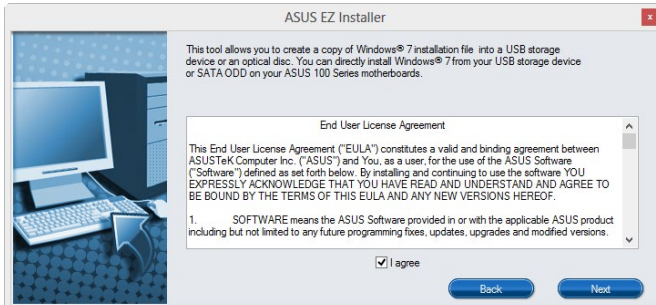 ASUS EZ Installer
x
This tool allows you to create a copy of Windows® 7 installation file into a USB storage
device or an optical disc. You can directly install Windows® 7 from your USB storage device
or SATA ODD on your ASUS 100 Series motherboards.
End User License Agreement
This End User License Agreement ("EULA") constitutes a valid and binding agreement between
ASUSTeK Computer Inc. ("ASUS") and You, as a user, for the use of the ASUS Software
("Software") defined as set forth below. By installing and continuing to use the software YOU
EXPRESSLY ACKNOWLEDGE THAT YOU HAVE READ AND UNDERSTAND AND AGREE TO
BE BOUND BY THE TERMS OF THIS EULA AND ANY NEW VERSIONS HEREOF.
1. SOFTWARE means the ASUS Software provided in or with the applicable ASUS product
including but not limited to any future programming fixes, updates, upgrades and modified versions.
I agree
Back Next